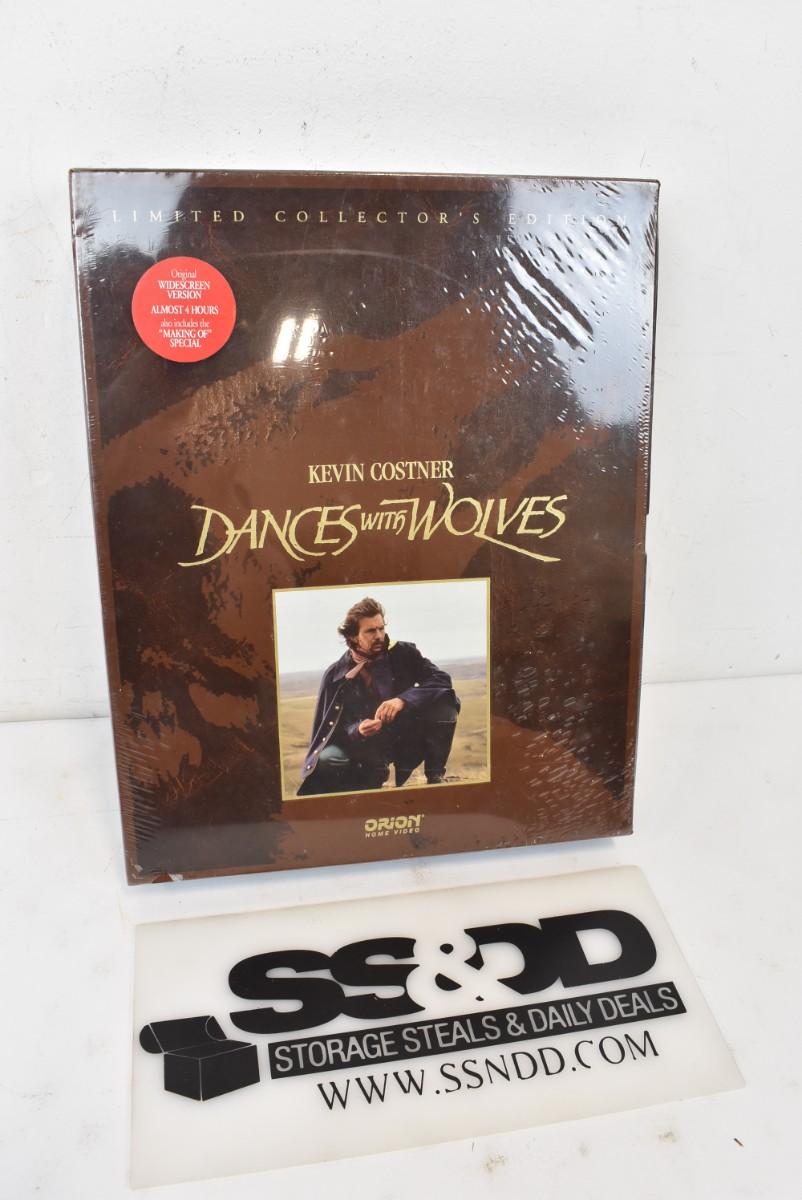 LIMITED COLLECTOR'S EDITION
Original
WIDESCREEN
VERSION
ALMOST 4 HOURS
also includes the
"MAKING OF"
SPECIAL
KEVIN COSTNER
DANCES WITH WOLVES
ORION®
HOME VIDEO
SS&DD
STORAGE STEALS & DAILY DEALS
WWW.SSNDD.COM